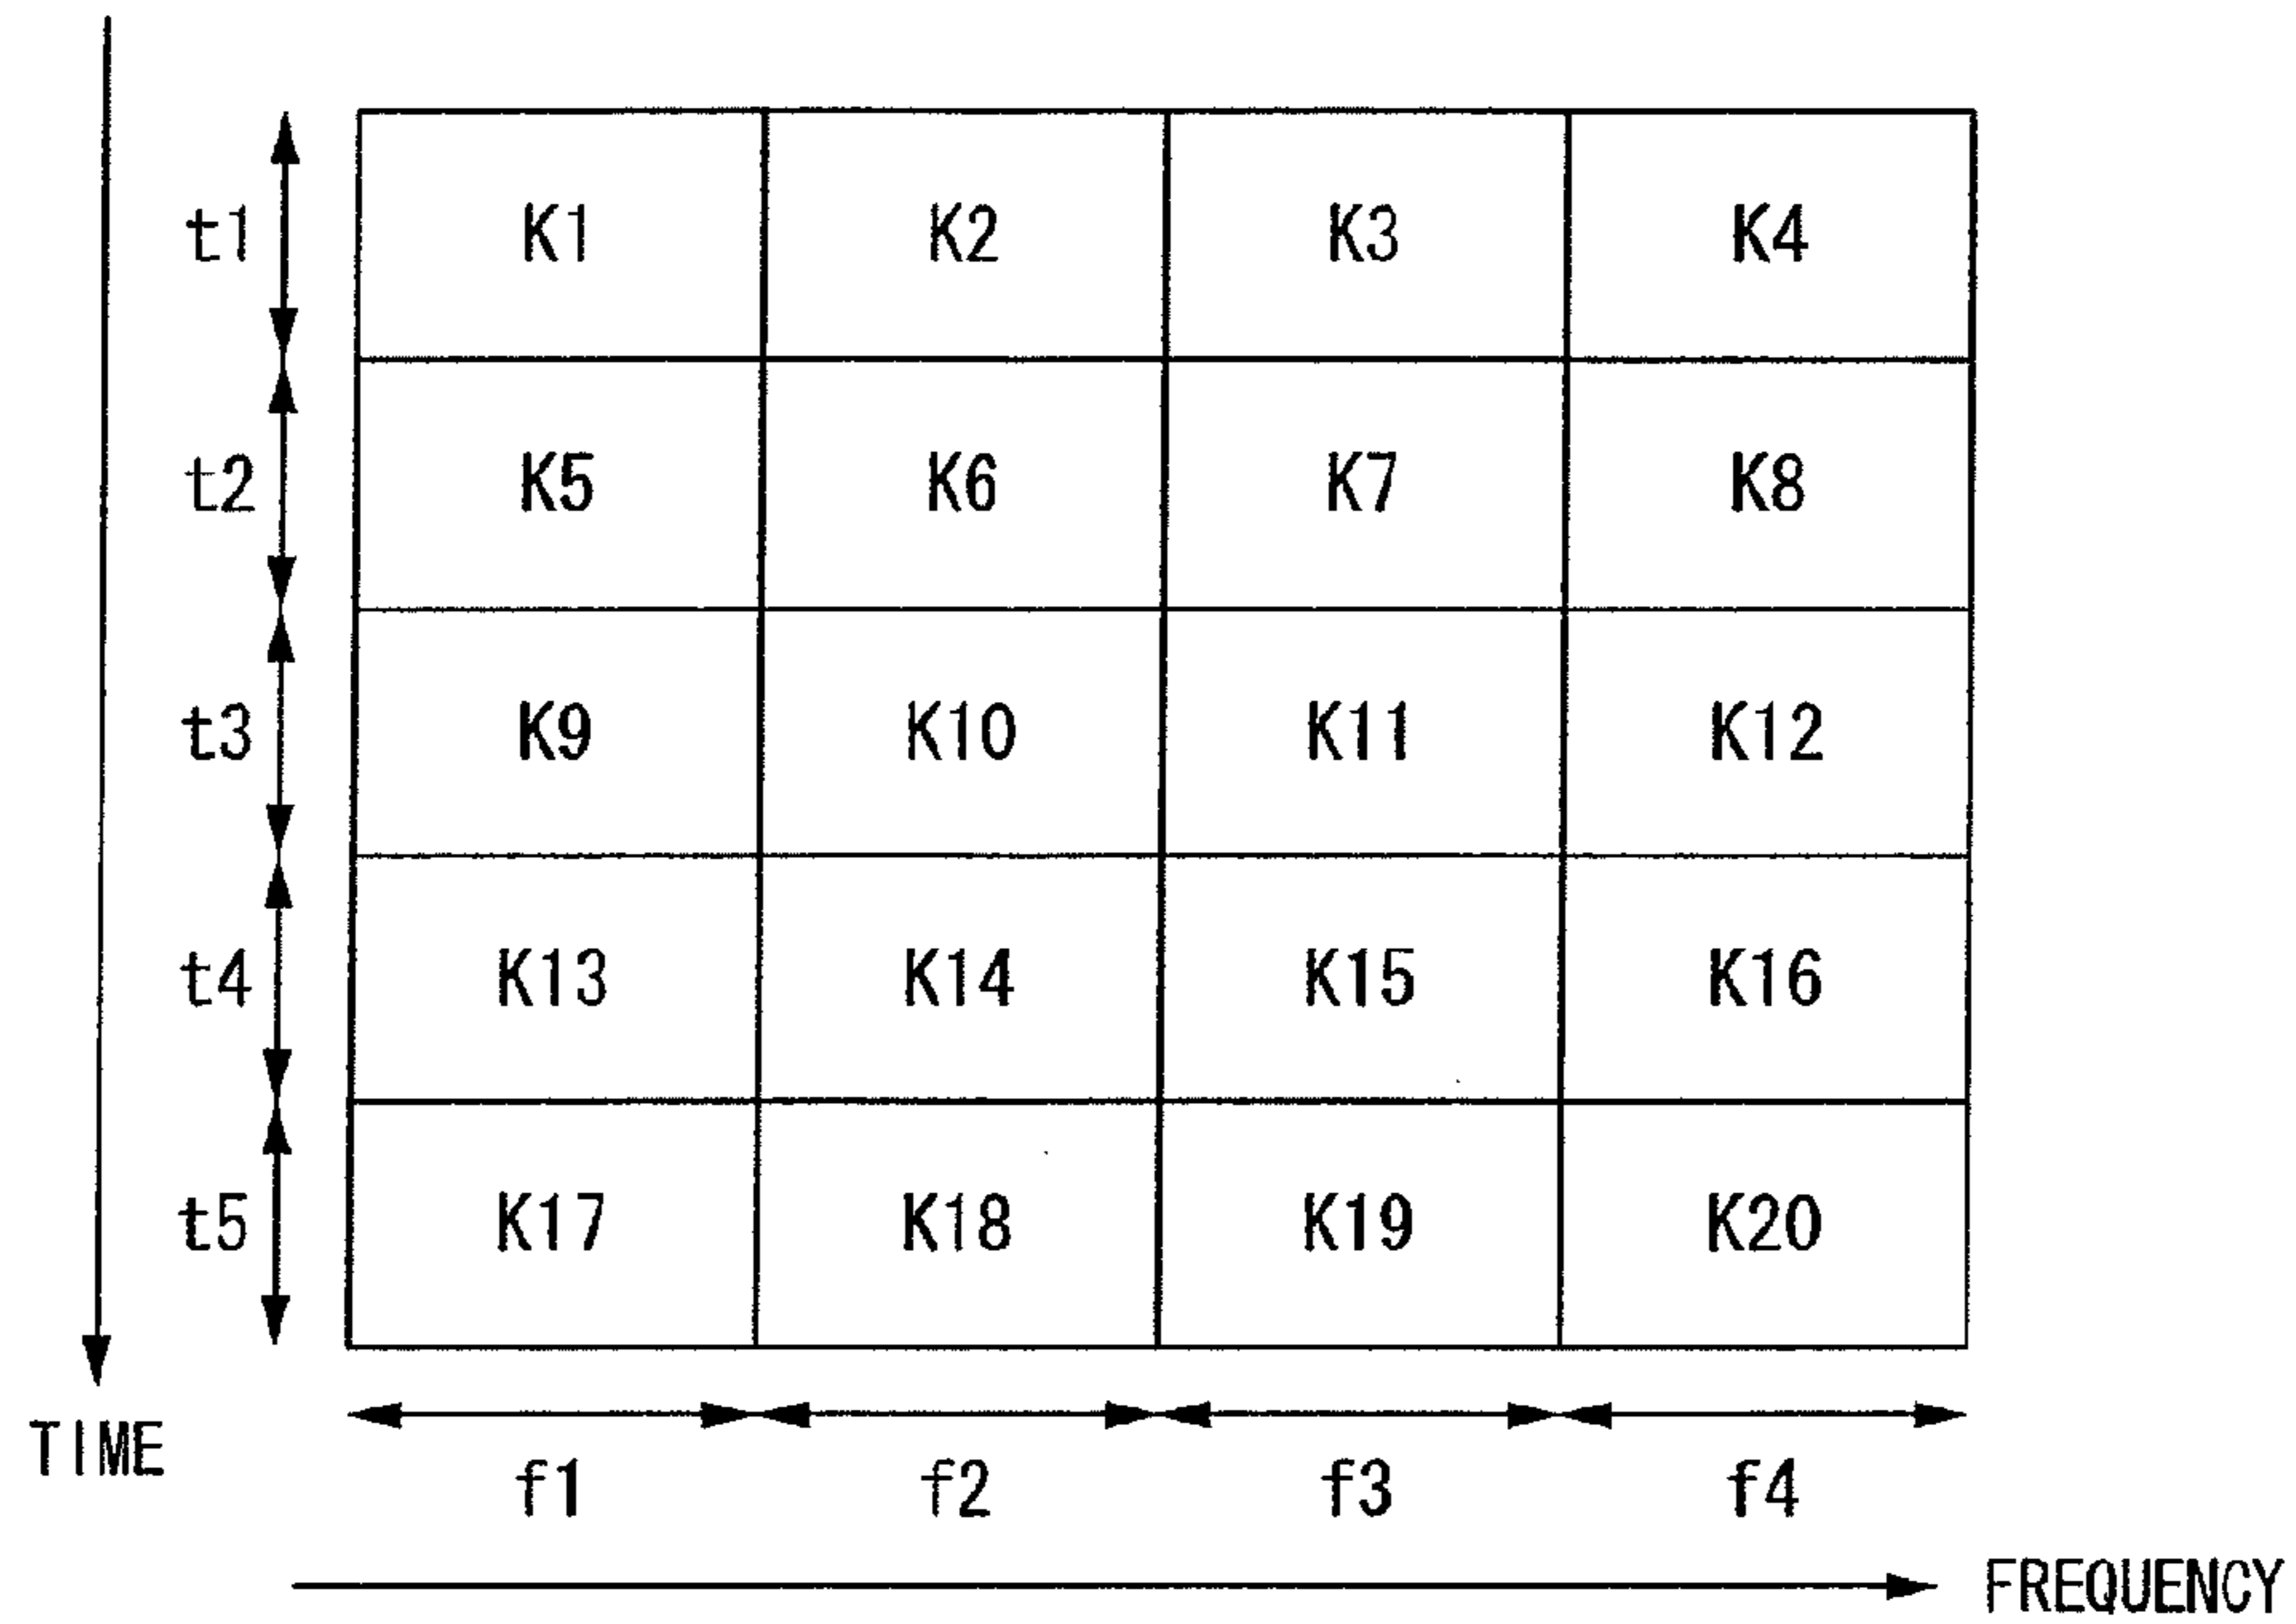 t1 K1 K2 K3 K4
t2 K5 K6 K7 K8
t3 K9 K10 K11 K12
t4 K13 K14 K15 K16
t5 K17 K18 K19 K20
TIME
f1 f2 f3 f4
FREQUENCY